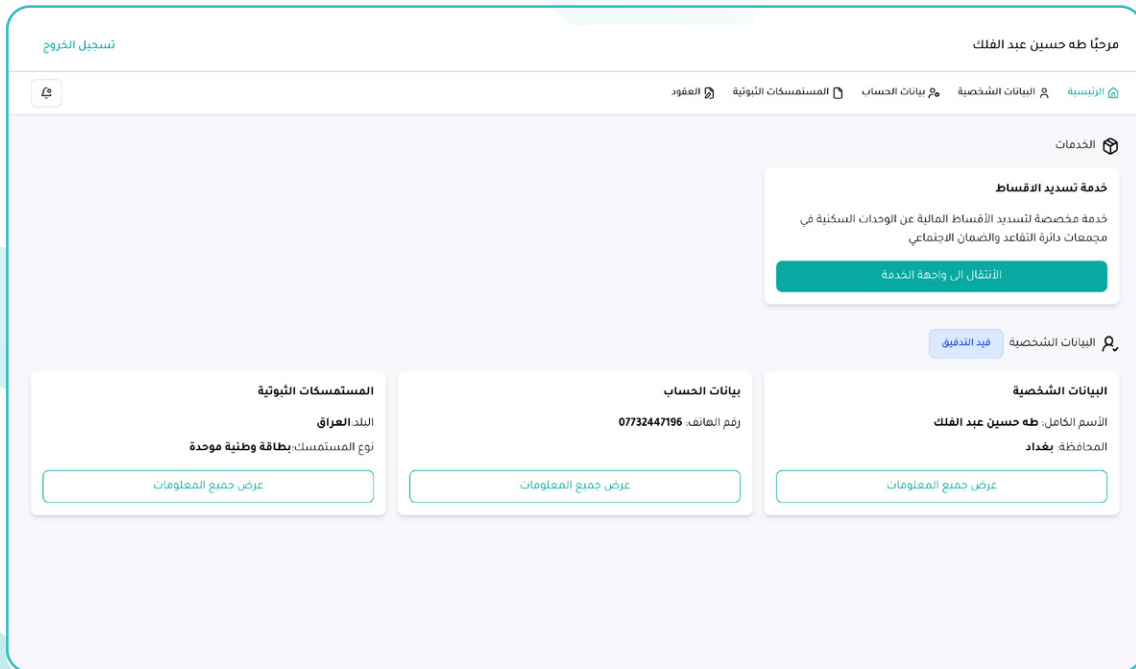 مرحبًا طه حسين عبد الفلك
تسجيل الخروج
الرئيسية
البيانات الشخصية
بيانات الحساب
المستمسكات الثبوتية
العقود
الخدمات
خدمة تسديد الاقساط
خدمة مخصصة لتسديد الأقساط المالية عن الوحدات السكنية في
مجمعات دائرة التقاعد والضمان الاجتماعي
الأنتقال الى واجهة الخدمة
البيانات الشخصية
قيد التدقيق
البيانات الشخصية
الأسم الكامل: طه حسين عبد الفلك
المحافظة: بغداد
عرض جميع المعلومات
بيانات الحساب
رقم الهاتف: 07732447196
عرض جميع المعلومات
المستمسكات الثبوتية
البلد:العراق
نوع المستمسك:بطاقة وطنية موحدة
عرض جميع المعلومات